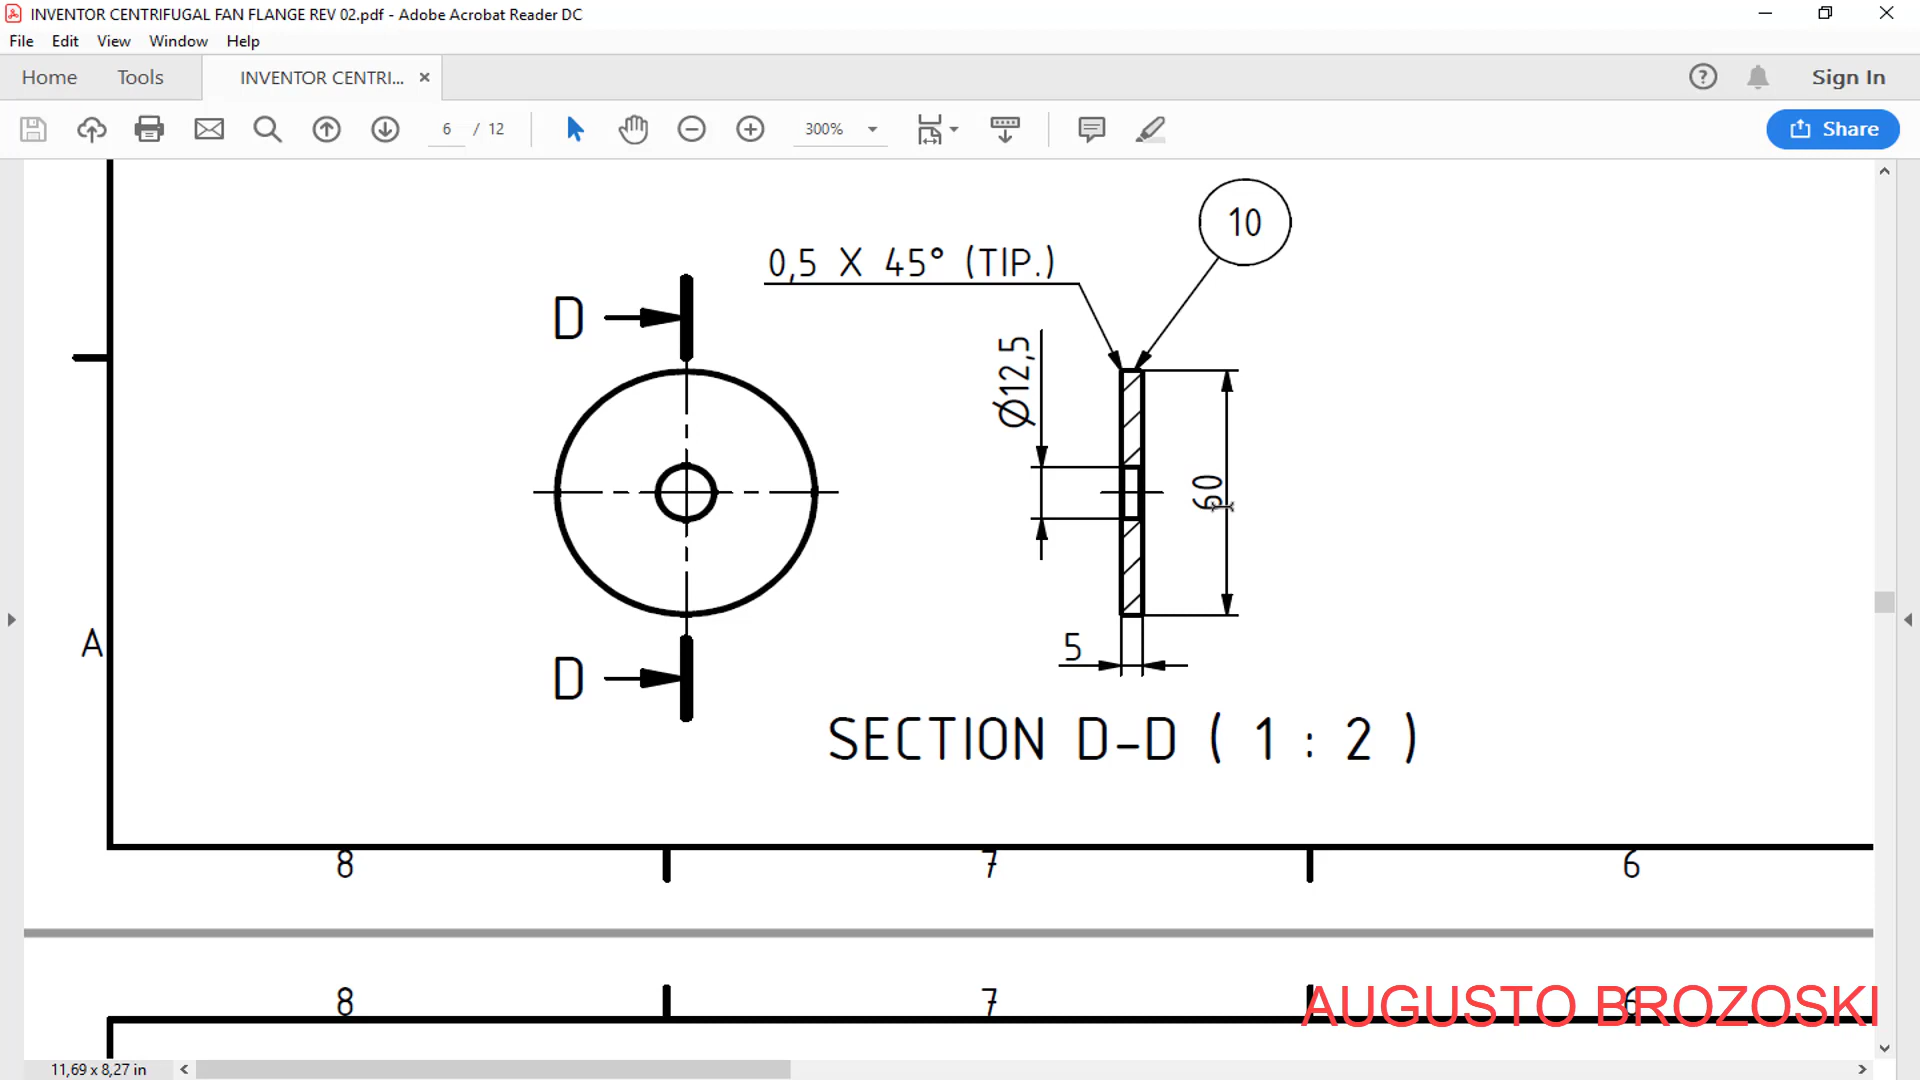 INVENTOR CENTRIFUGAL FAN FLANGE REV 02.pdf - Adobe Acrobat Reader DC
File Edit View Window Help
Home Tools INVENTOR CENTRI... Sign In
6 / 12 300% Share
10
0,5 X 45° (TIP.)
D
Ø12,5
60
A
5
D
SECTION D-D ( 1 : 2 )
8 7 6
8 7 6
AUGUSTO BROZOSKI
11,69 x 8,27 in